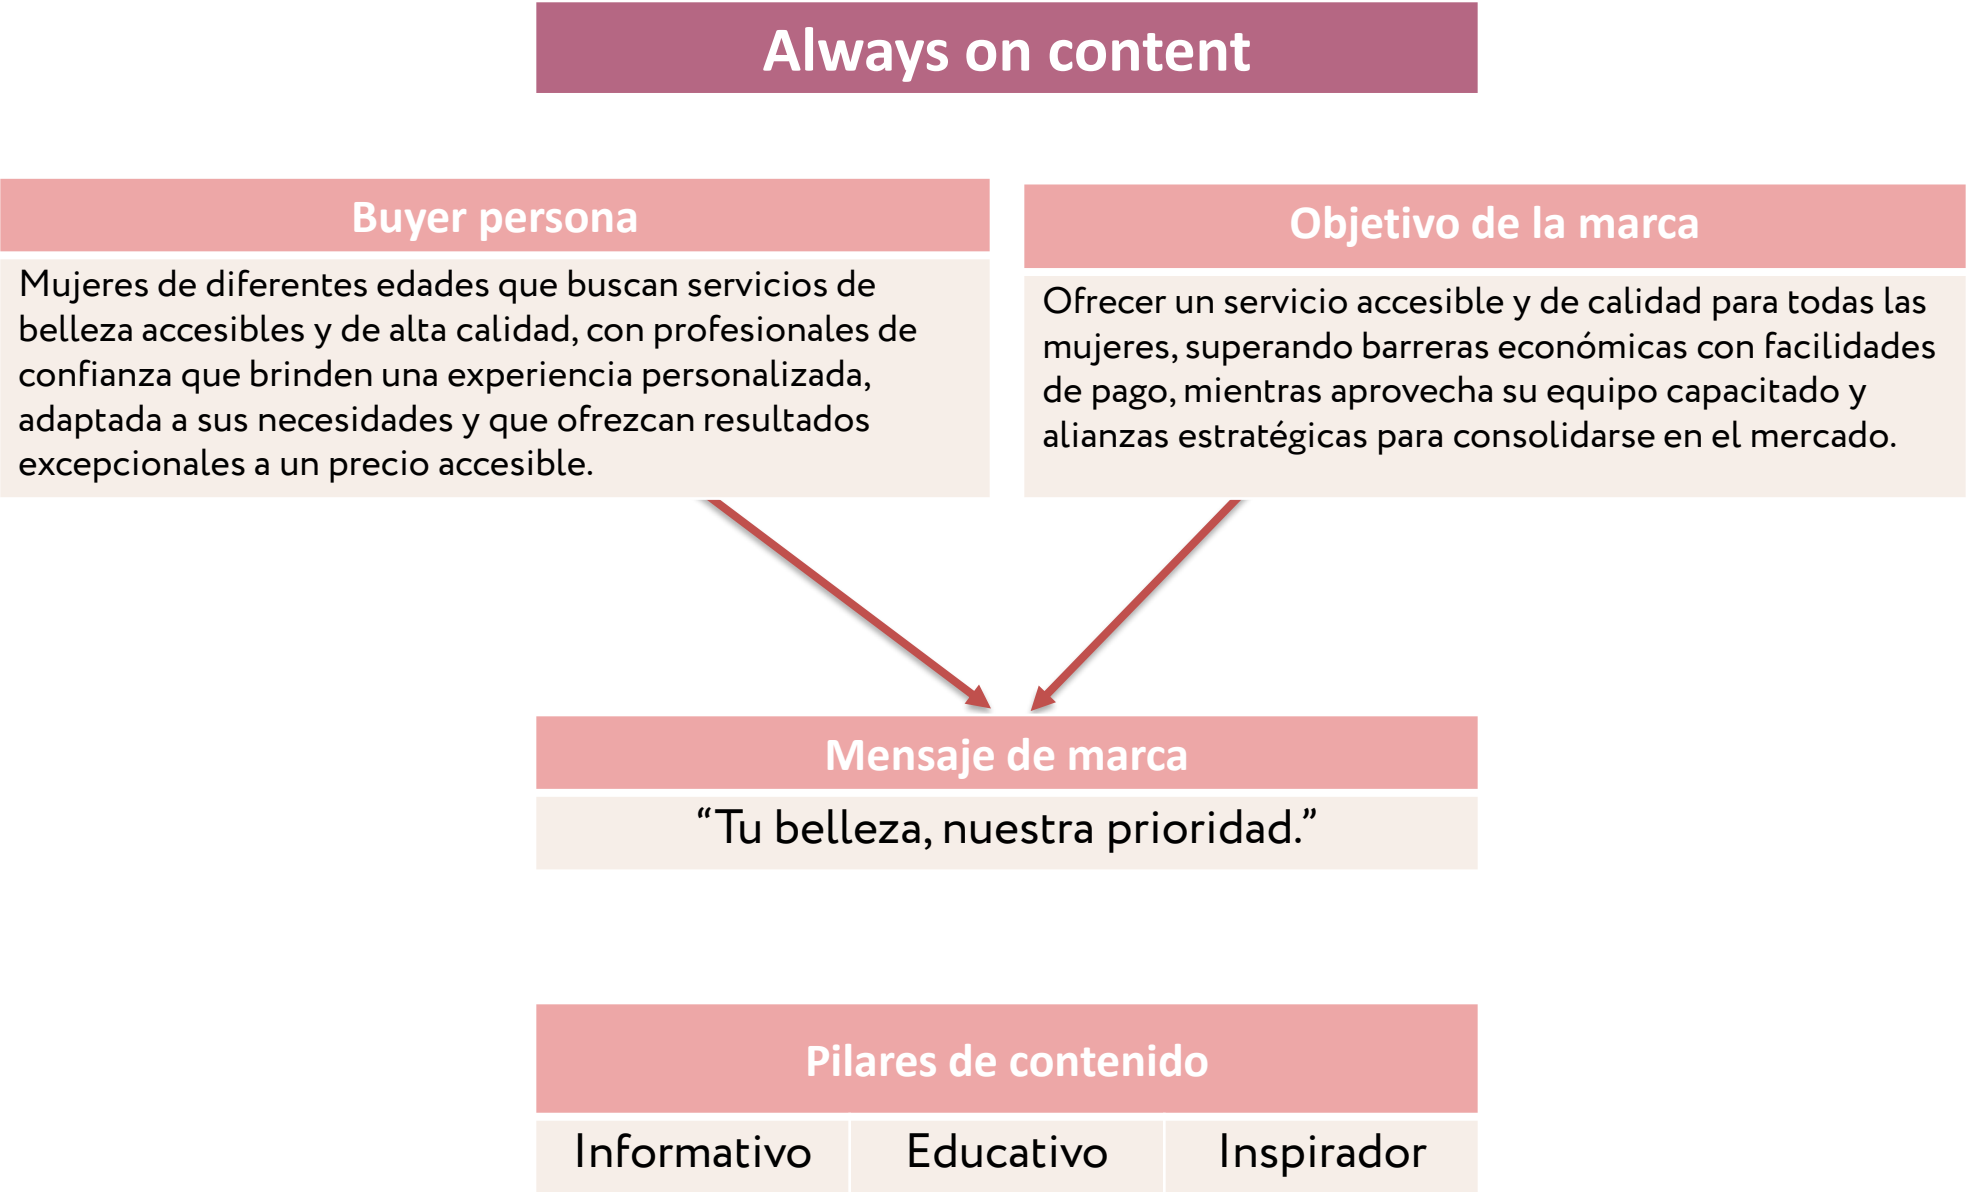 Always on content
Buyer persona
Mujeres de diferentes edades que buscan servicios de
belleza accesibles y de alta calidad, con profesionales de
confianza que brinden una experiencia personalizada,
adaptada a sus necesidades y que ofrezcan resultados
excepcionales a un precio accesible.
Objetivo de la marca
Ofrecer un servicio accesible y de calidad para todas las
mujeres, superando barreras económicas con facilidades
de pago, mientras aprovecha su equipo capacitado y
alianzas estratégicas para consolidarse en el mercado.
Mensaje de marca
“Tu belleza, nuestra prioridad.”
Pilares de contenido
Informativo Educativo Inspirador